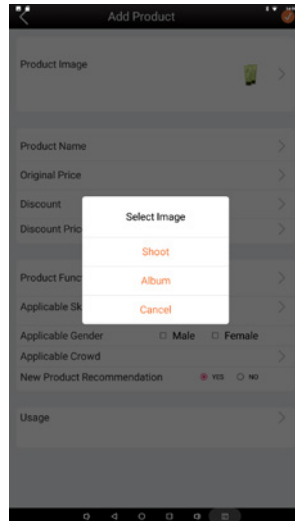 Add Product
Product Image
Product Name
Original Price
Discount
Discount Pric
Select Image
Shoot
Album
Cancel
Product Func
Applicable Sk
Applicable Gender Male Female
Applicable Crowd
New Product Recommendation YES NO
Usage